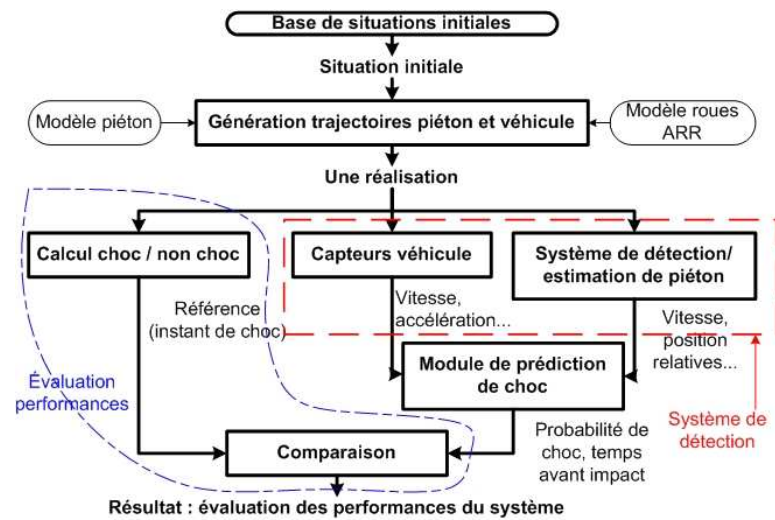 Base de situations initiales
Situation initiale
Modèle piéton
Génération trajectoires piéton et véhicule
Modèle roues
ARR
Une réalisation
Calcul choc / non choc
Capteurs véhicule
Système de détection/
estimation de piéton
Référence
(instant de choc)
Vitesse,
accélération...
Vitesse,
position
relatives...
Module de prédiction
de choc
Évaluation
performances
Système de
détection
Comparaison
Probabilité de
choc, temps
avant impact
Résultat : évaluation des performances du système